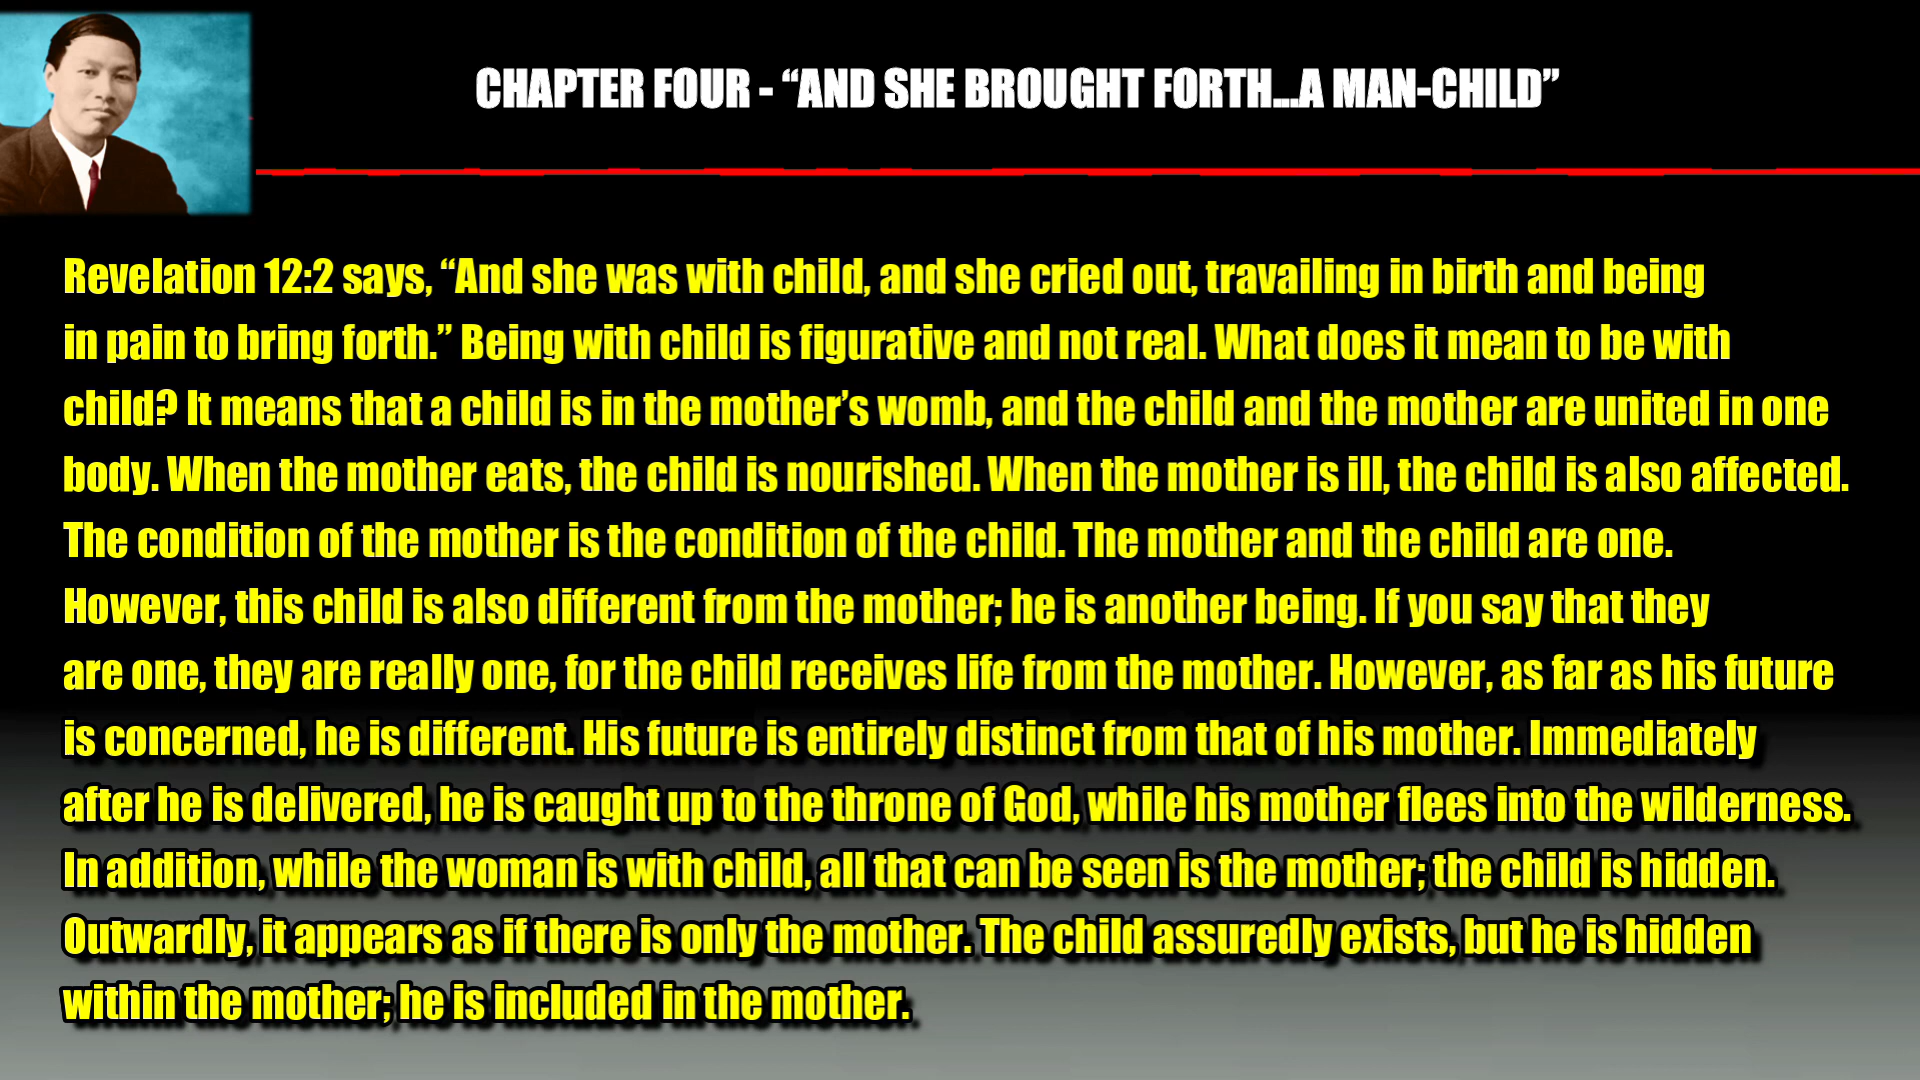 CHAPTER FOUR - “AND SHE BROUGHT FORTH...A MAN-CHILD”
Revelation 12:2 says, “And she was with child, and she cried out, travailing in birth and being
in pain to bring forth.” Being with child is figurative and not real. What does it mean to be with
child? It means that a child is in the mother’s womb, and the child and the mother are united in one
body. When the mother eats, the child is nourished. When the mother is ill, the child is also affected.
The condition of the mother is the condition of the child. The mother and the child are one.
However, this child is also different from the mother; he is another being. If you say that they
are one, they are really one, for the child receives life from the mother. However, as far as his future
is concerned, he is different. His future is entirely distinct from that of his mother. Immediately
after he is delivered, he is caught up to the throne of God, while his mother flees into the wilderness.
In addition, while the woman is with child, all that can be seen is the mother; the child is hidden.
Outwardly, it appears as if there is only the mother. The child assuredly exists, but he is hidden
within the mother; he is included in the mother.